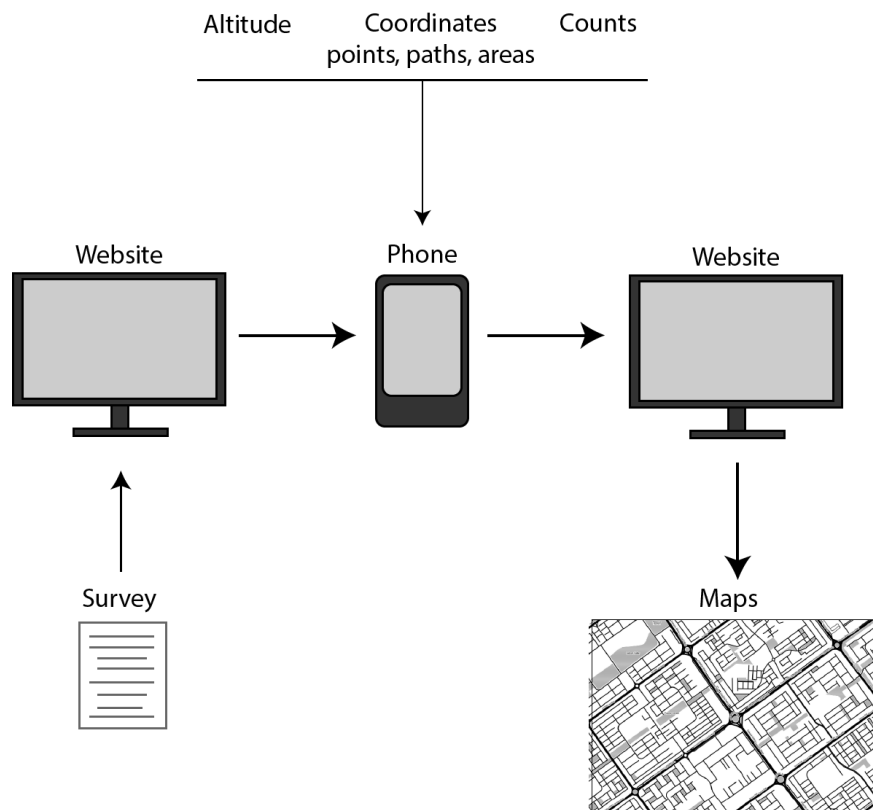 Altitude
Coordinates
points, paths, areas
Counts
Website
Phone
Website
Survey
Maps